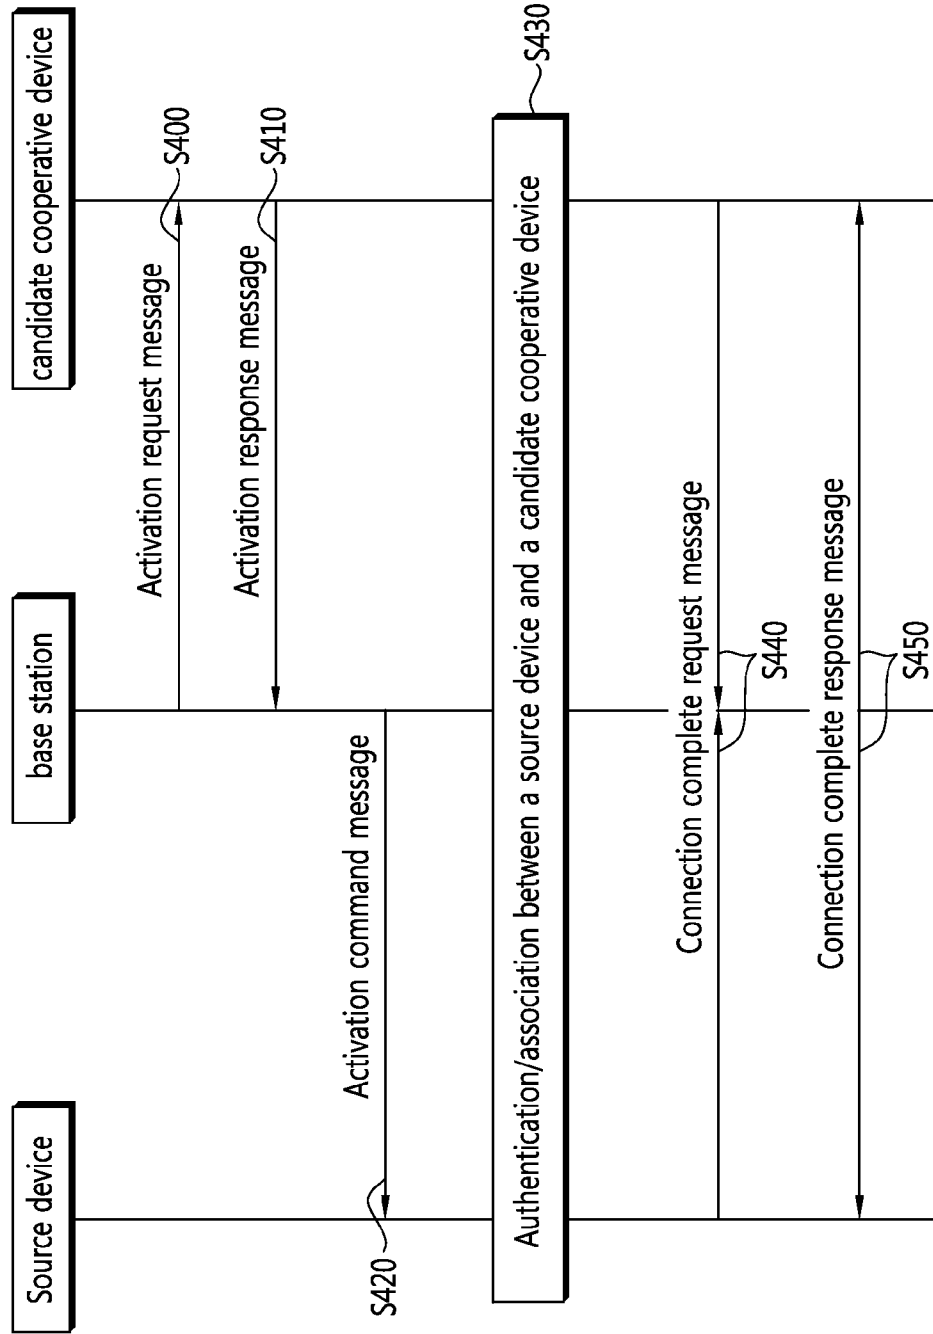 Source device
base station
candidate cooperative device
Activation request message
S400
Activation response message
S410
Activation command message
S420
Authentication/association between a source device and a candidate cooperative device
S430
Connection complete request message
S440
Connection complete response message
S450